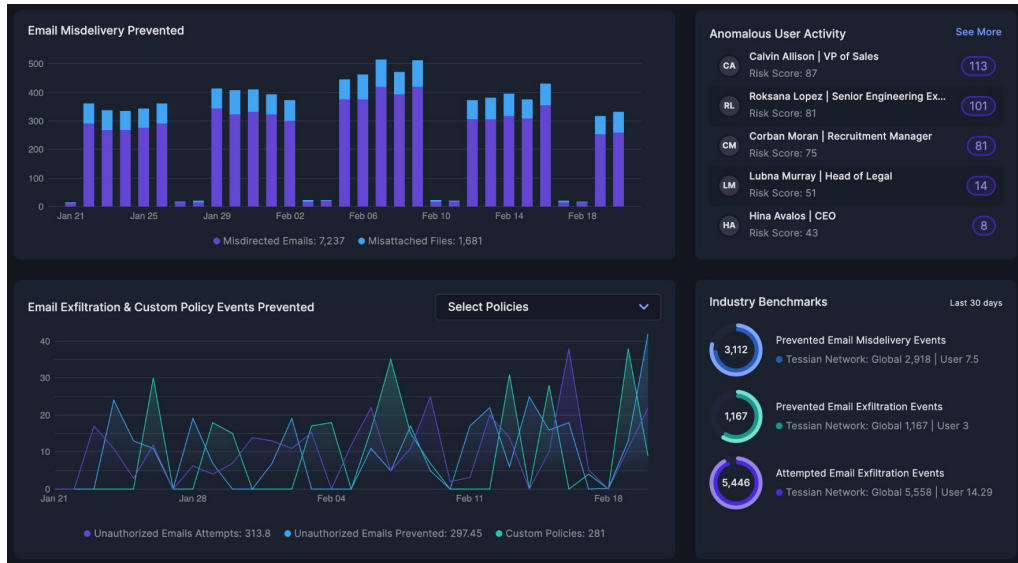 Email Misdelivery Prevented
500
400
300
200
100
0
Jan 21 Jan 25 Jan 29 Feb 02 Feb 06 Feb 10 Feb 14 Feb 18
Misdirected Emails: 7,237 Misattached Files: 1,681
Anomalous User Activity See More
CA Calvin Allison | VP of Sales
Risk Score: 87
113
RL Roksana Lopez | Senior Engineering Ex...
Risk Score: 81
101
CM Corban Moran | Recruitment Manager
Risk Score: 75
81
LM Lubna Murray | Head of Legal
Risk Score: 51
14
HA Hina Avalos | CEO
Risk Score: 43
8
Email Exfiltration & Custom Policy Events Prevented
Select Policies
40
30
20
10
0
Jan 21 Jan 28 Feb 04 Feb 11 Feb 18
Unauthorized Emails Attempts: 313.8 Unauthorized Emails Prevented: 297.45 Custom Policies: 281
Industry Benchmarks Last 30 days
3,112
Prevented Email Misdelivery Events
Tessian Network: Global 2,918 | User 7.5
1,167
Prevented Email Exfiltration Events
Tessian Network: Global 1,167 | User 3
5,446
Attempted Email Exfiltration Events
Tessian Network: Global 5,558 | User 14.29